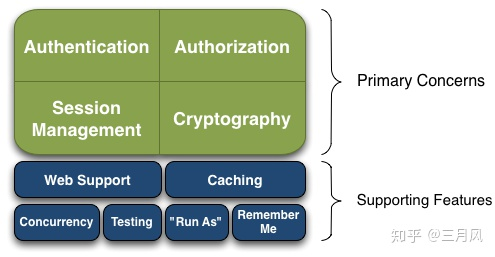 Authentication
Authorization
Session
Management
Cryptography
Primary Concerns
Web Support
Caching
Concurrency
Testing
"Run As"
Remember
Me
Supporting Features
知乎 @三月风